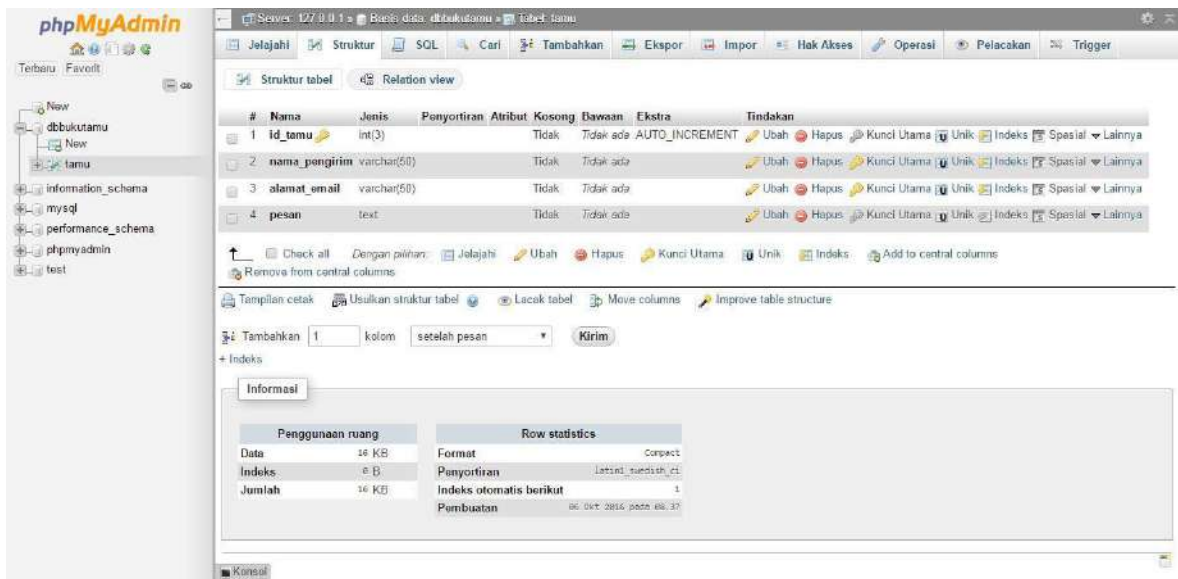 phpMyAdmin
Terbaru Favorit
New
dbbukutamu
New
tamu
information_schema
mysql
performance_schema
phpmyadmin
test
Server: 127.0.0.1 » Basis data: dbbukutamu » Tabel: tamu
Jelajahi Struktur SQL Cari Tambahkan Ekspor Impor Hak Akses Operasi Pelacakan Trigger
Struktur tabel Relation view
# Nama Jenis Penyortiran Atribut Kosong Bawaan Ekstra Tindakan
1 id_tamu int(3) Tidak Tidak ada AUTO_INCREMENT Ubah Hapus Kunci Utama Unik Indeks Spasial Lainnya
2 nama_pengirim varchar(50) Tidak Tidak ada Ubah Hapus Kunci Utama Unik Indeks Spasial Lainnya
3 alamat_email varchar(50) Tidak Tidak ada Ubah Hapus Kunci Utama Unik Indeks Spasial Lainnya
4 pesan text Tidak Tidak ada Ubah Hapus Kunci Utama Unik Indeks Spasial Lainnya
Check all Dengan pilihan: Jelajahi Ubah Hapus Kunci Utama Unik Indeks Add to central columns
Remove from central columns
Tampilan cetak Usulkan struktur tabel Lacak tabel Move columns Improve table structure
Tambahkan 1 kolom setelah pesan Kirim
+ Indeks
Informasi
Penggunaan ruang
Data 16 KB
Indeks 0 B
Jumlah 16 KB
Row statistics
Format Compact
Penyortiran latin1_swedish_ci
Indeks otomatis berikut 1
Pembuatan 06 Okt 2016 pada
Konsol